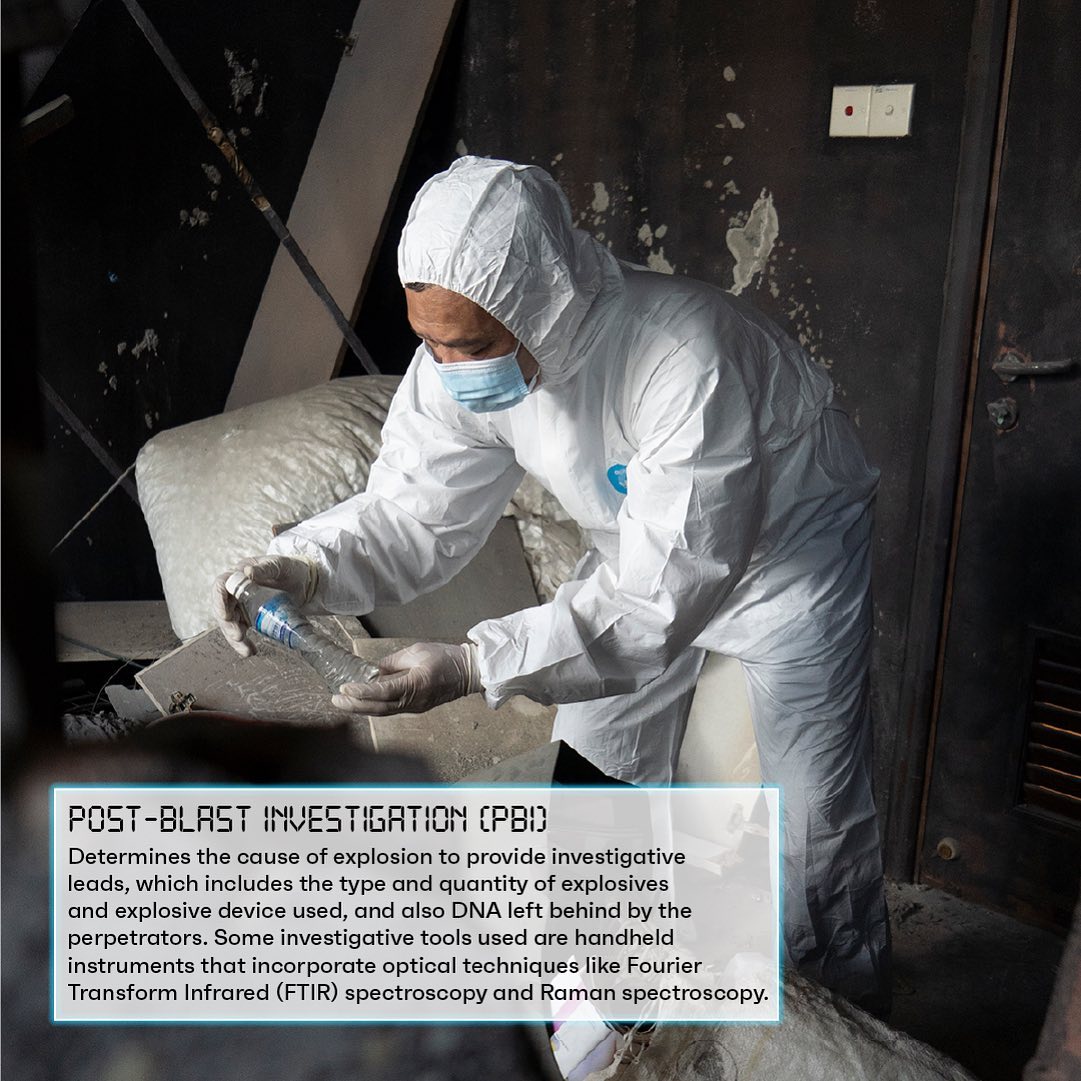 POST-BLAST INVESTIGATION (PBI)
Determines the cause of explosion to provide investigative
leads, which includes the type and quantity of explosives
and explosive device used, and also DNA left behind by the
perpetrators. Some investigative tools used are handheld
instruments that incorporate optical techniques like Fourier
Transform Infrared (FTIR) spectroscopy and Raman spectroscopy.